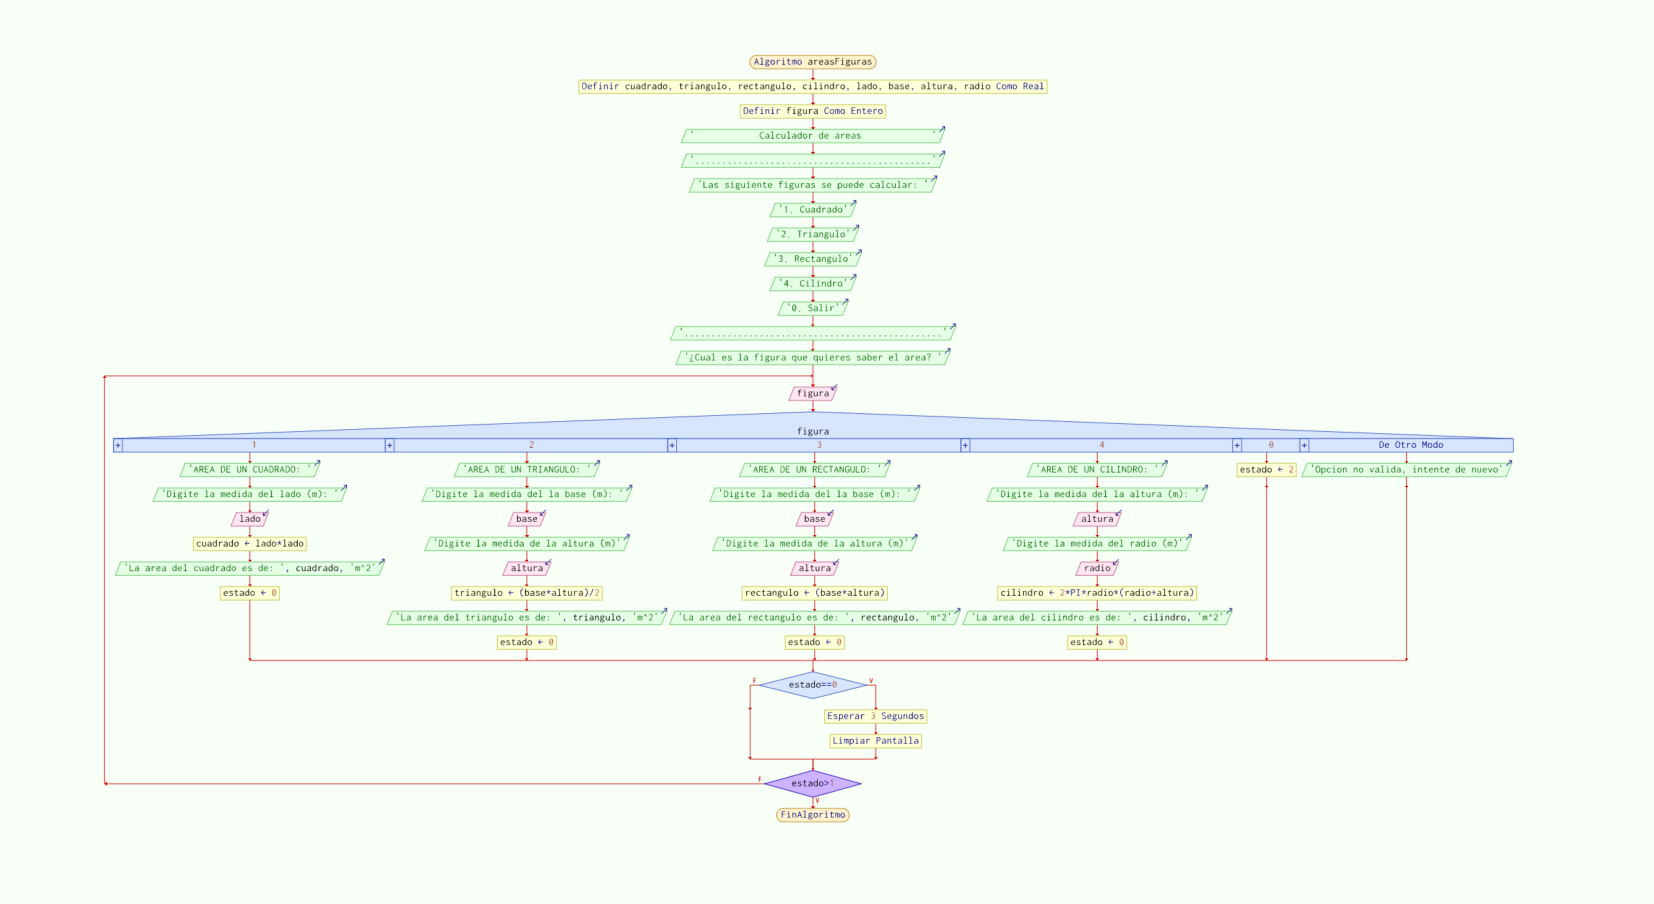 Algoritmo areasFiguras
Definir cuadrado, triangulo, rectangulo, cilindro, lado, base, altura, radio Como Real
Definir figura Como Entero
'            Calculador de areas             '
'............................................'
'Las siguiente figuras se puede calcular: '
'1. Cuadrado'
'2. Triangulo'
'3. Rectangulo'
'4. Cilindro'
'0. Salir'
'................................................'
'¿Cual es la figura que quieres saber el area? '
figura
figura
+ 1 + 2 + 3 + 4 + 0 + De Otro Modo
'AREA DE UN CUADRADO: '
'Digite la medida del lado (m): '
lado
cuadrado ← lado*lado
'La area del cuadrado es de: ', cuadrado, 'm^2'
estado ← 0
'AREA DE UN TRIANGULO: '
'Digite la medida del la base (m): '
base
'Digite la medida de la altura (m)'
altura
triangulo ← (base*altura)/2
'La area del triangulo es de: ', triangulo, 'm^2'
estado ← 0
'AREA DE UN RECTANGULO: '
'Digite la medida del la base (m): '
base
'Digite la medida de la altura (m)'
altura
rectangulo ← (base*altura)
'La area del rectangulo es de: ', rectangulo, 'm^2'
estado ← 0
'AREA DE UN CILINDRO: '
'Digite la medida del la altura (m): '
altura
'Digite la medida del radio (m)'
radio
cilindro ← 2*PI*radio*(radio+altura)
'La area del cilindro es de: ', cilindro, 'm^2'
estado ← 0
estado ← 2
'Opcion no valida, intente de nuevo'
F estado==0 V
Esperar 3 Segundos
Limpiar Pantalla
F estado>1
V
FinAlgoritmo